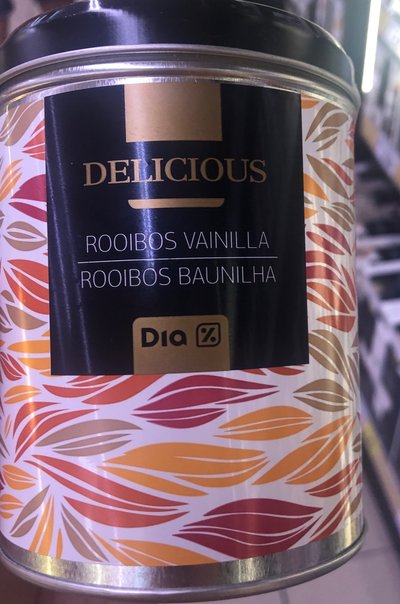 DELICIOUS
ROOIBOS VAINILLA
ROOIBOS BAUNILHA
Dia %